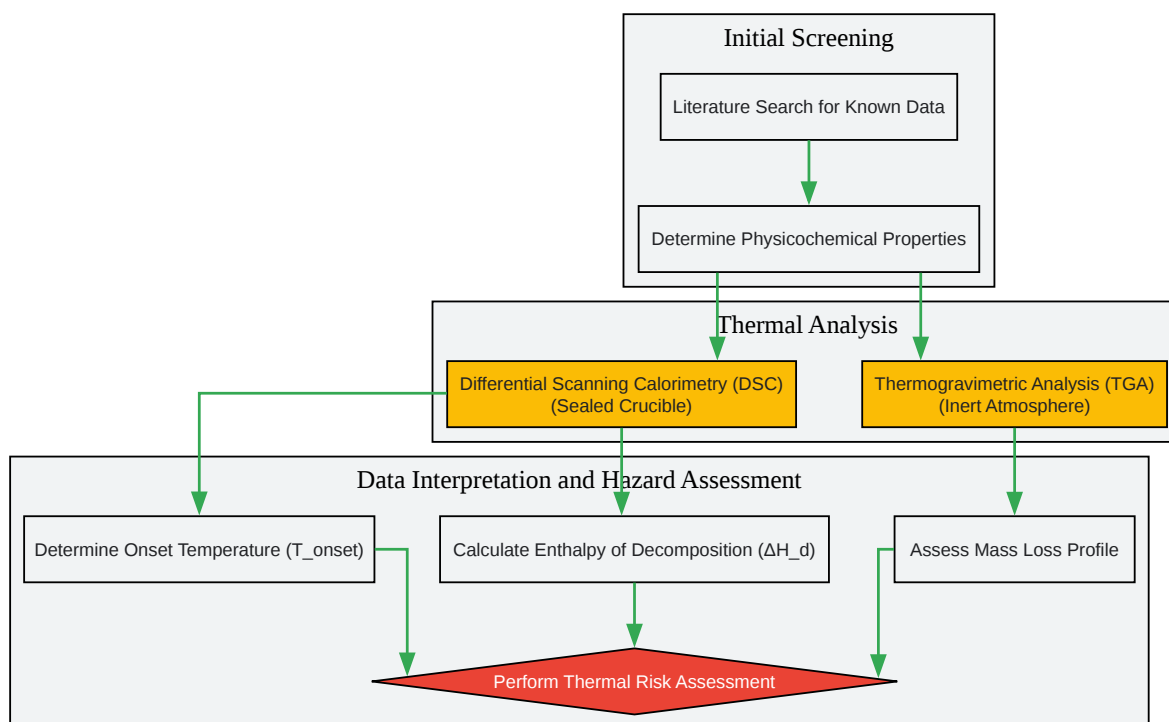 Initial Screening
Literature Search for Known Data
Determine Physicochemical Properties
Thermal Analysis
Differential Scanning Calorimetry (DSC)
(Sealed Crucible)
Thermogravimetric Analysis (TGA)
(Inert Atmosphere)
Data Interpretation and Hazard Assessment
Determine Onset Temperature (T_onset)
Calculate Enthalpy of Decomposition (ΔH_d)
Assess Mass Loss Profile
Perform Thermal Risk Assessment